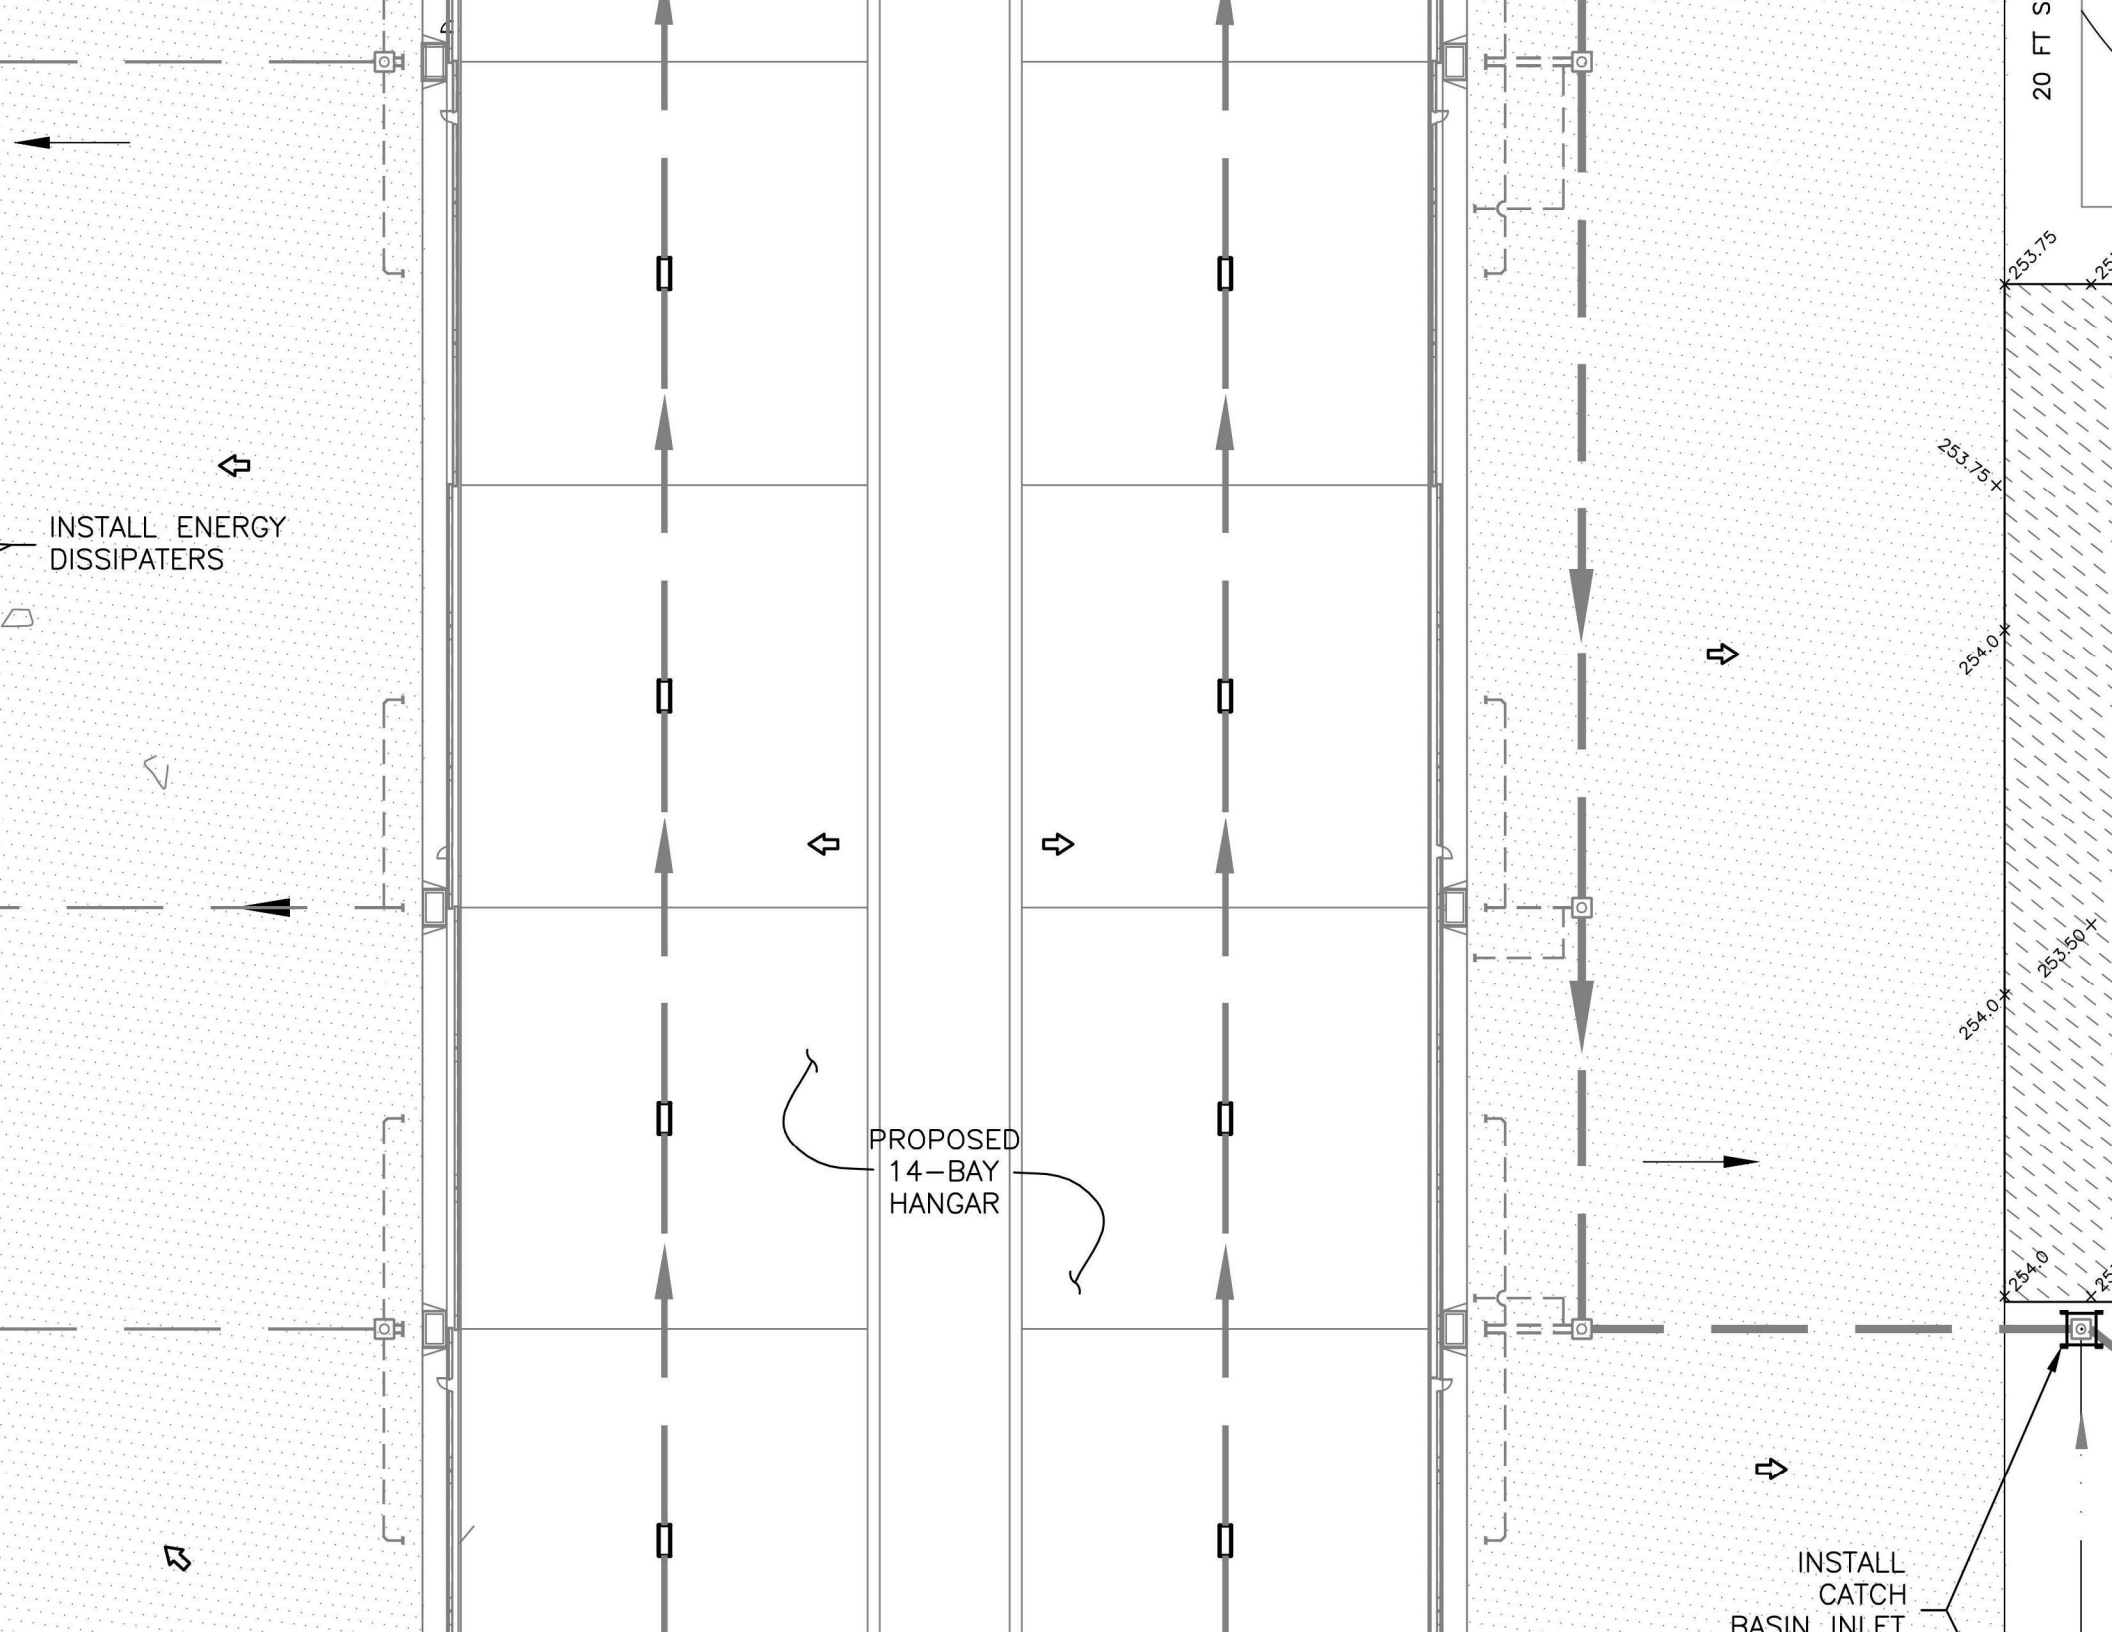 20 FT S
253.75
253.75
INSTALL ENERGY
DISSIPATERS
254.0
253.50
254.0
PROPOSED
14-BAY
HANGAR
254.0
INSTALL
CATCH
BASIN INLET